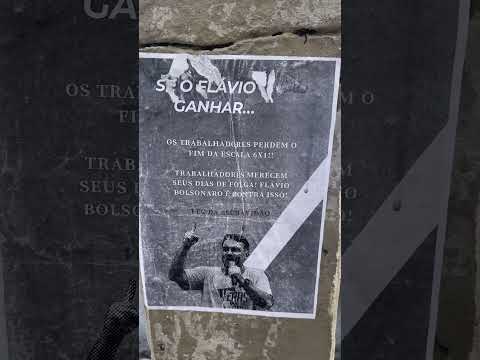 SE O FLÁVIO
GANHAR...
OS TRABALHADORES PERDEM O
FIM DA ESCALA 6X1!!
TRABALHADORES MERECEM
SEUS DIAS DE FOLGA! FLÁVIO
BOLSONARO É CONTRA ISSO!